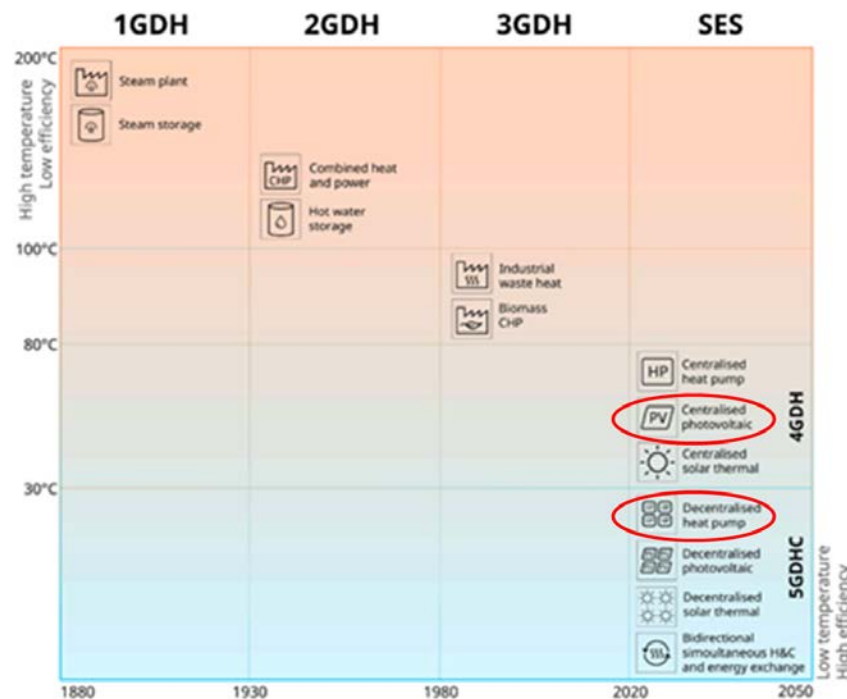 1GDH 2GDH 3GDH SES
200°C
High temperature
Low efficiency
Steam plant
Steam storage
CHP
Combined heat
and power
Hot water
storage
100°C
Industrial
waste heat
Biomass
CHP
80°C
HP
Centralised
heat pump
PV
Centralised
photovoltaic
Centralised
solar thermal
4GDH
30°C
Decentralised
heat pump
Decentralised
photovoltaic
Decentralised
solar thermal
Bidirectional
simoultaneous H&C
and energy exchange
5GDHC
Low temperature
High efficiency
1880 1930 1980 2020 2050